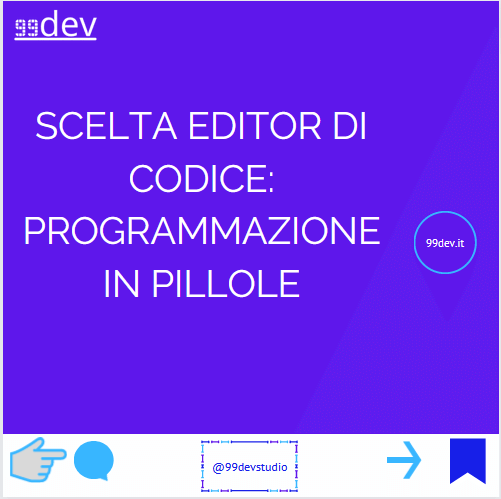 99dev
SCELTA EDITOR DI
CODICE:
PROGRAMMAZIONE
IN PILLOLE
99dev.it
@99devstudio